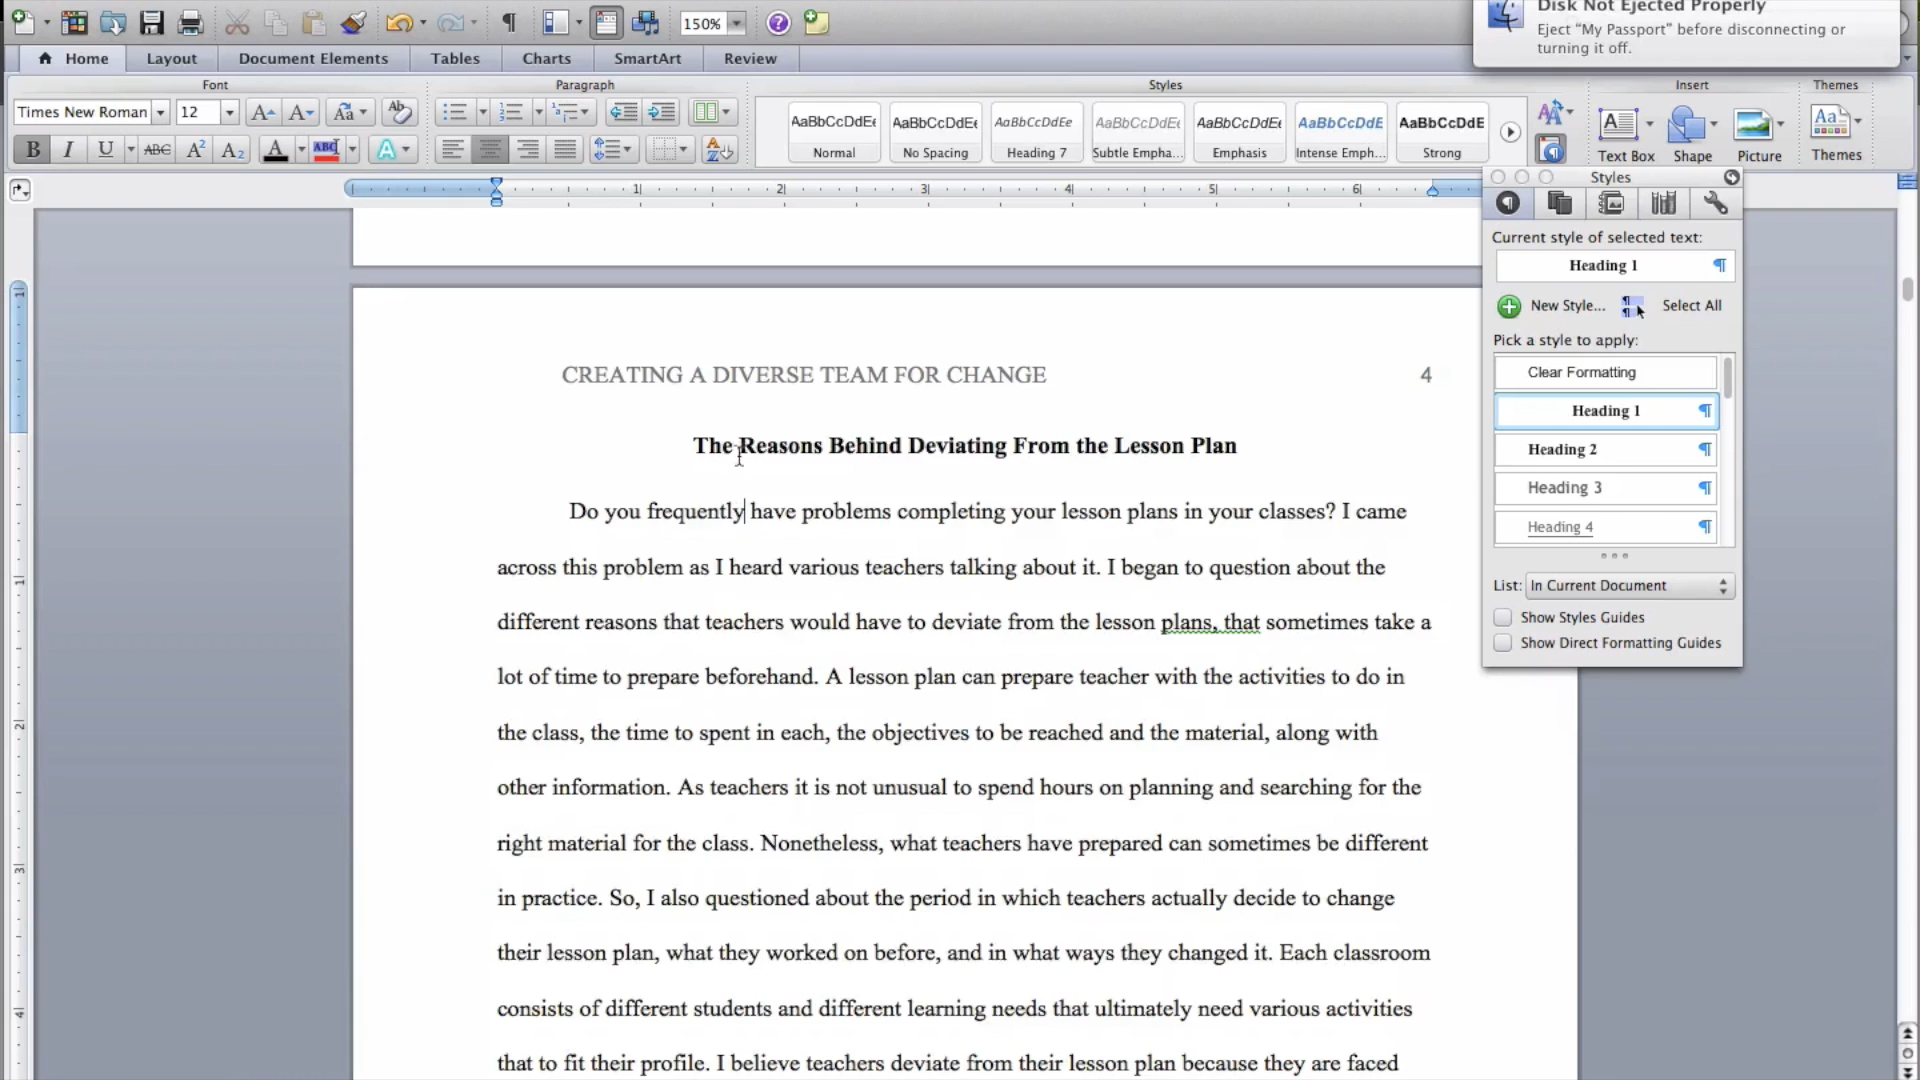 Disk Not Ejected Properly
Eject “My Passport” before disconnecting or
turning it off.
150%
Home Layout Document Elements Tables Charts SmartArt Review
Font Paragraph Styles Insert Themes
Times New Roman 12
AaBbCcDdEe AaBbCcDdEe AaBbCcDdEe AaBbCcDdEe AaBbCcDdEe AaBbCcDdE AaBbCcDdE
Normal No Spacing Heading 7 Subtle Empha... Emphasis Intense Emph... Strong
Text Box Shape Picture Themes
B I U ABC A2 A2 A ABC A
1 2 3 4 5 6
Styles
Current style of selected text:
Heading 1
New Style... Select All
Pick a style to apply:
Clear Formatting
Heading 1
Heading 2
Heading 3
Heading 4
List: In Current Document
Show Styles Guides
Show Direct Formatting Guides
CREATING A DIVERSE TEAM FOR CHANGE 4
The Reasons Behind Deviating From the Lesson Plan
Do you frequently have problems completing your lesson plans in your classes? I came
across this problem as I heard various teachers talking about it. I began to question about the
different reasons that teachers would have to deviate from the lesson plans, that sometimes take a
lot of time to prepare beforehand. A lesson plan can prepare teacher with the activities to do in
the class, the time to spent in each, the objectives to be reached and the material, along with
other information. As teachers it is not unusual to spend hours on planning and searching for the
right material for the class. Nonetheless, what teachers have prepared can sometimes be different
in practice. So, I also questioned about the period in which teachers actually decide to change
their lesson plan, what they worked on before, and in what ways they changed it. Each classroom
consists of different students and different learning needs that ultimately need various activities
that to fit their profile. I believe teachers deviate from their lesson plan because they are faced